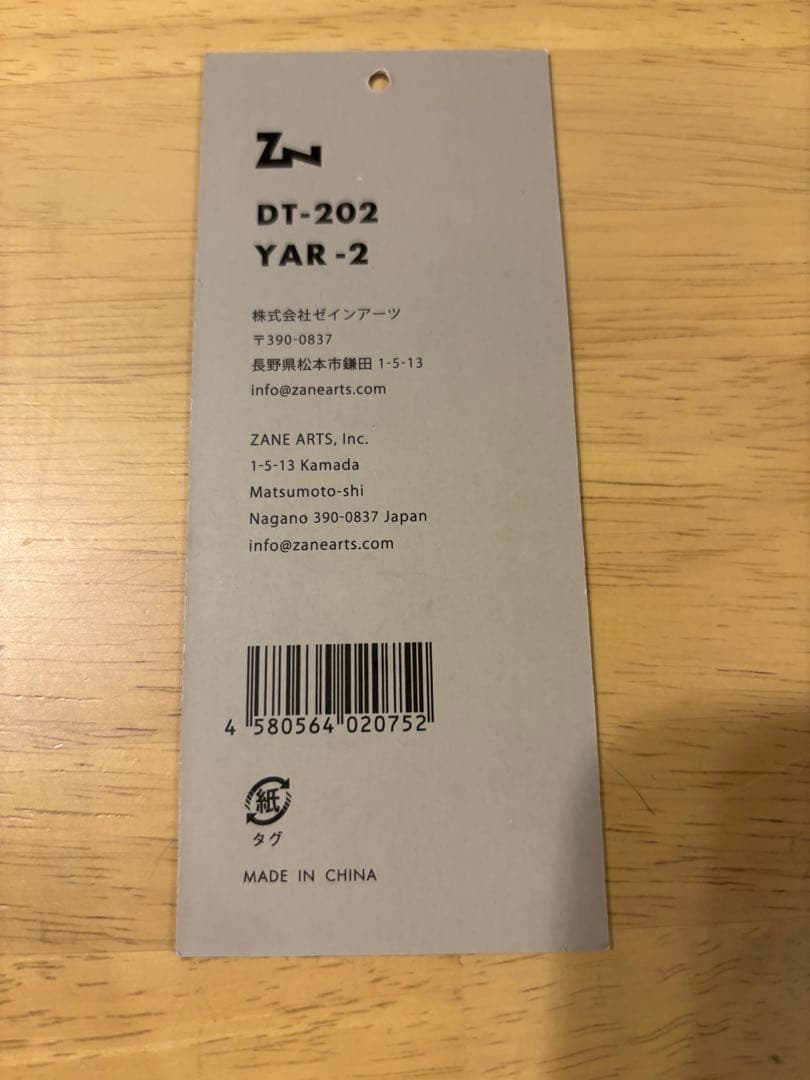 ZN
DT-202
YAR-2
株式会社ゼインアーツ
〒390-0837
長野県松本市鎌田 1-5-13
info@zanearts.com
ZANE ARTS, Inc.
1-5-13 Kamada
Matsumoto-shi
Nagano 390-0837 Japan
info@zanearts.com
4 580564 020752
紙
タグ
MADE IN CHINA